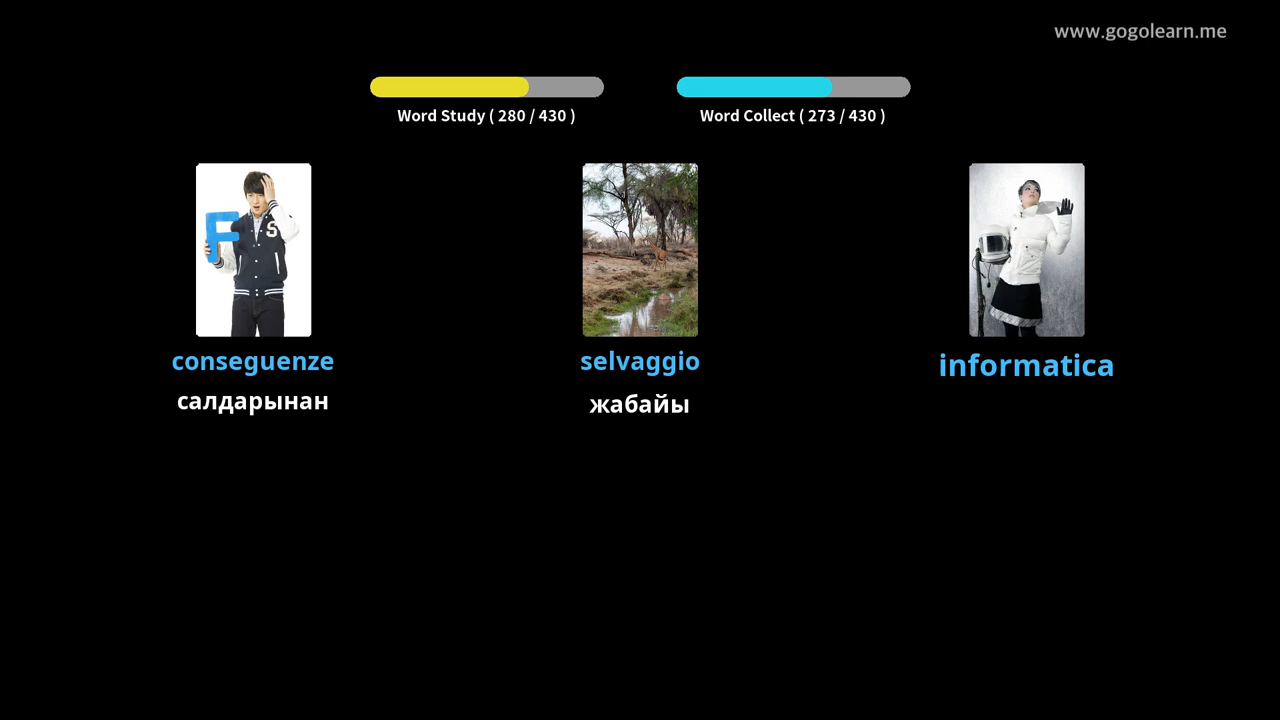 www.gogolearn.me
Word Study ( 280 / 430 )
Word Collect ( 273 / 430 )
F
S
conseguenze
selvaggio
informatica
салдарынан
жабайы